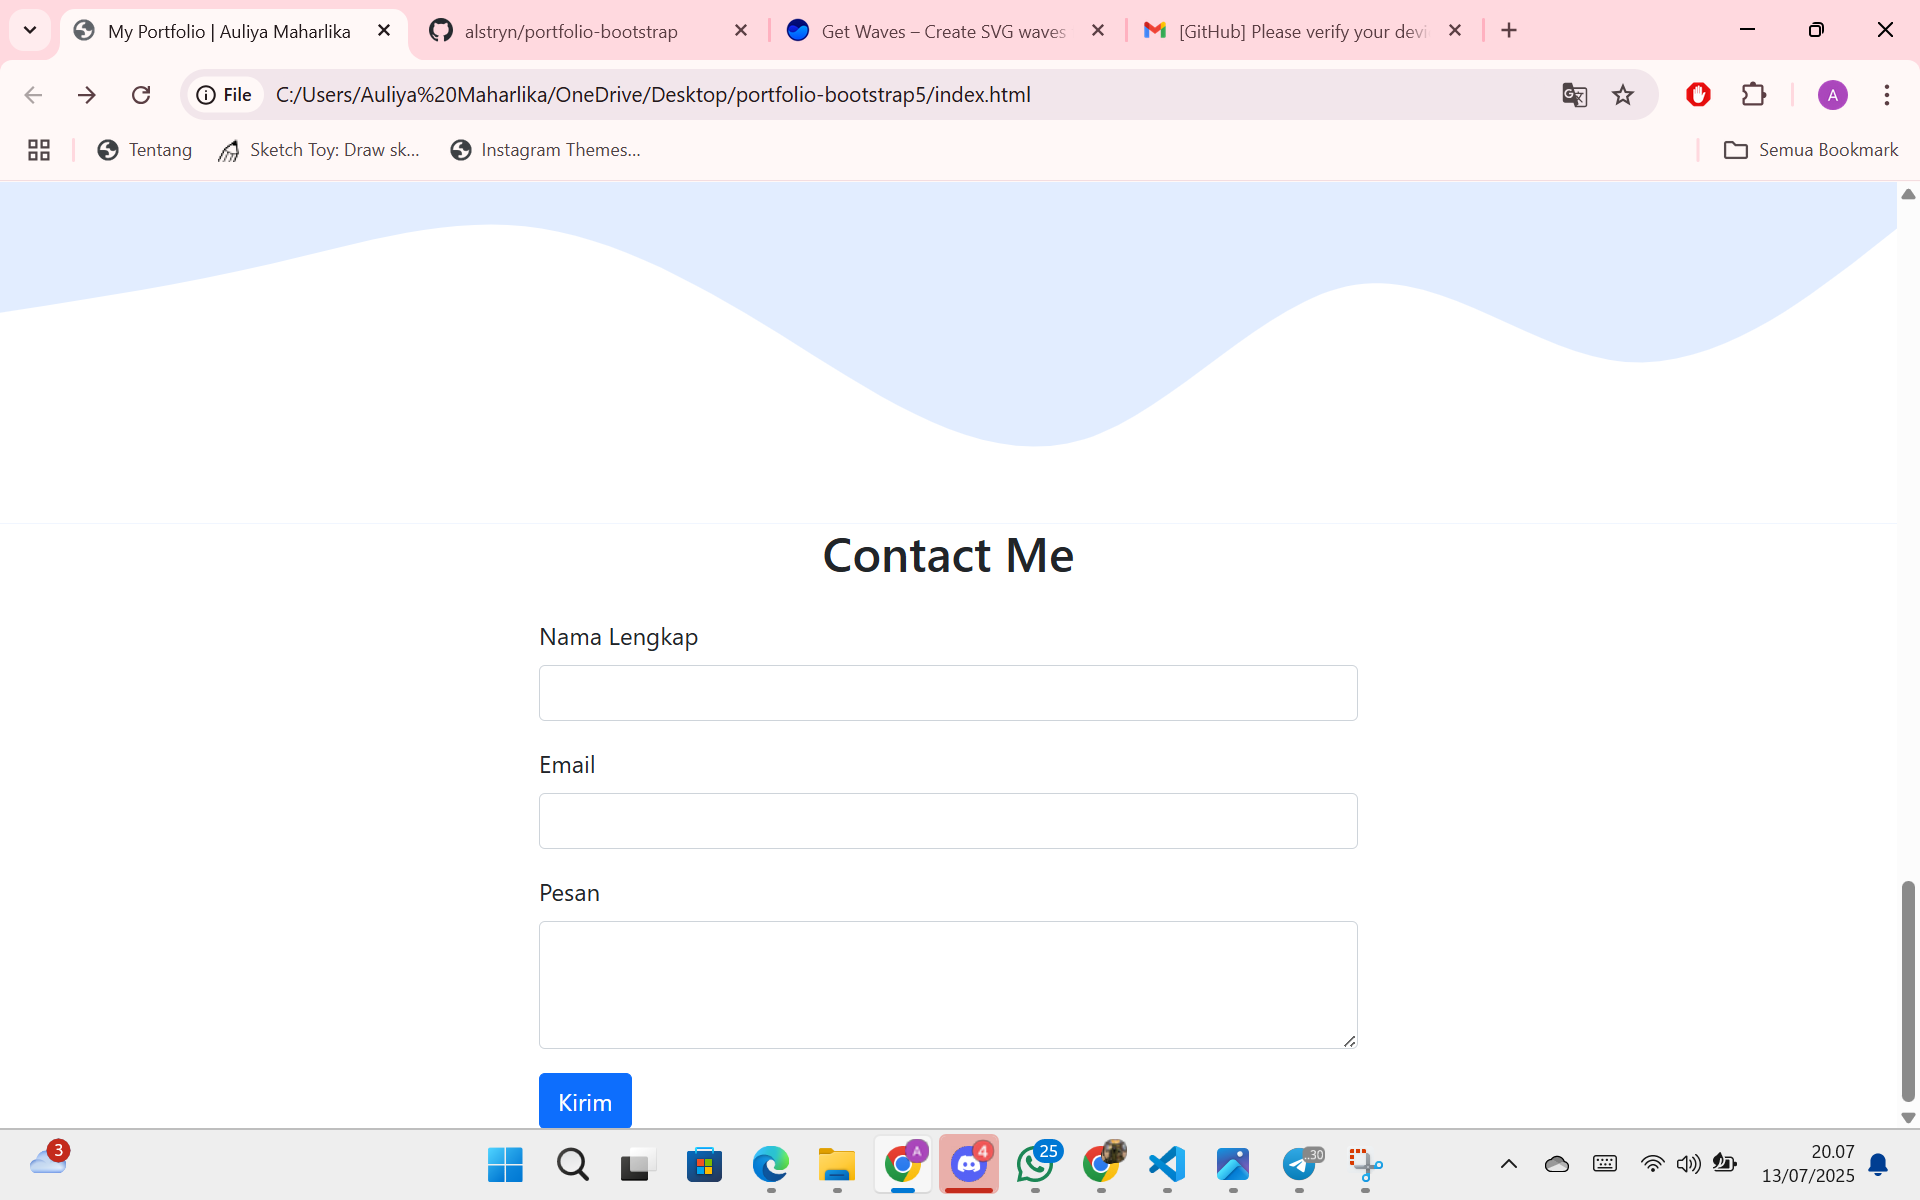 My Portfolio | Auliya Maharlika
alstryn/portfolio-bootstrap
Get Waves – Create SVG waves
[GitHub] Please verify your devi
File
C:/Users/Auliya%20Maharlika/OneDrive/Desktop/portfolio-bootstrap5/index.html
A
Tentang
Sketch Toy: Draw sk...
Instagram Themes...
Semua Bookmark
Contact Me
Nama Lengkap
Email
Pesan
Kirim
3
A
4
25
..30
20.07
13/07/2025